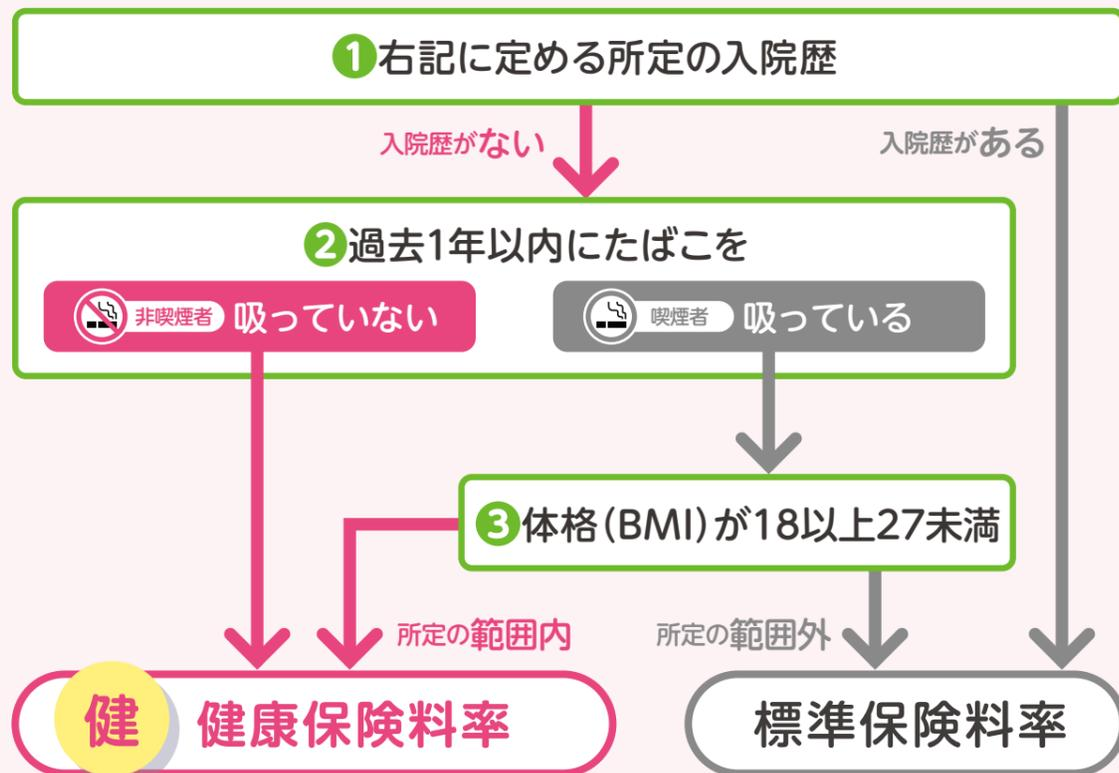 ❶右記に定める所定の入院歴
入院歴がない
入院歴がある
❷過去1年以内にたばこを
非喫煙者 吸っていない
喫煙者 吸っている
❸体格(BMI)が18以上27未満
所定の範囲内
所定の範囲外
健 健康保険料率
標準保険料率